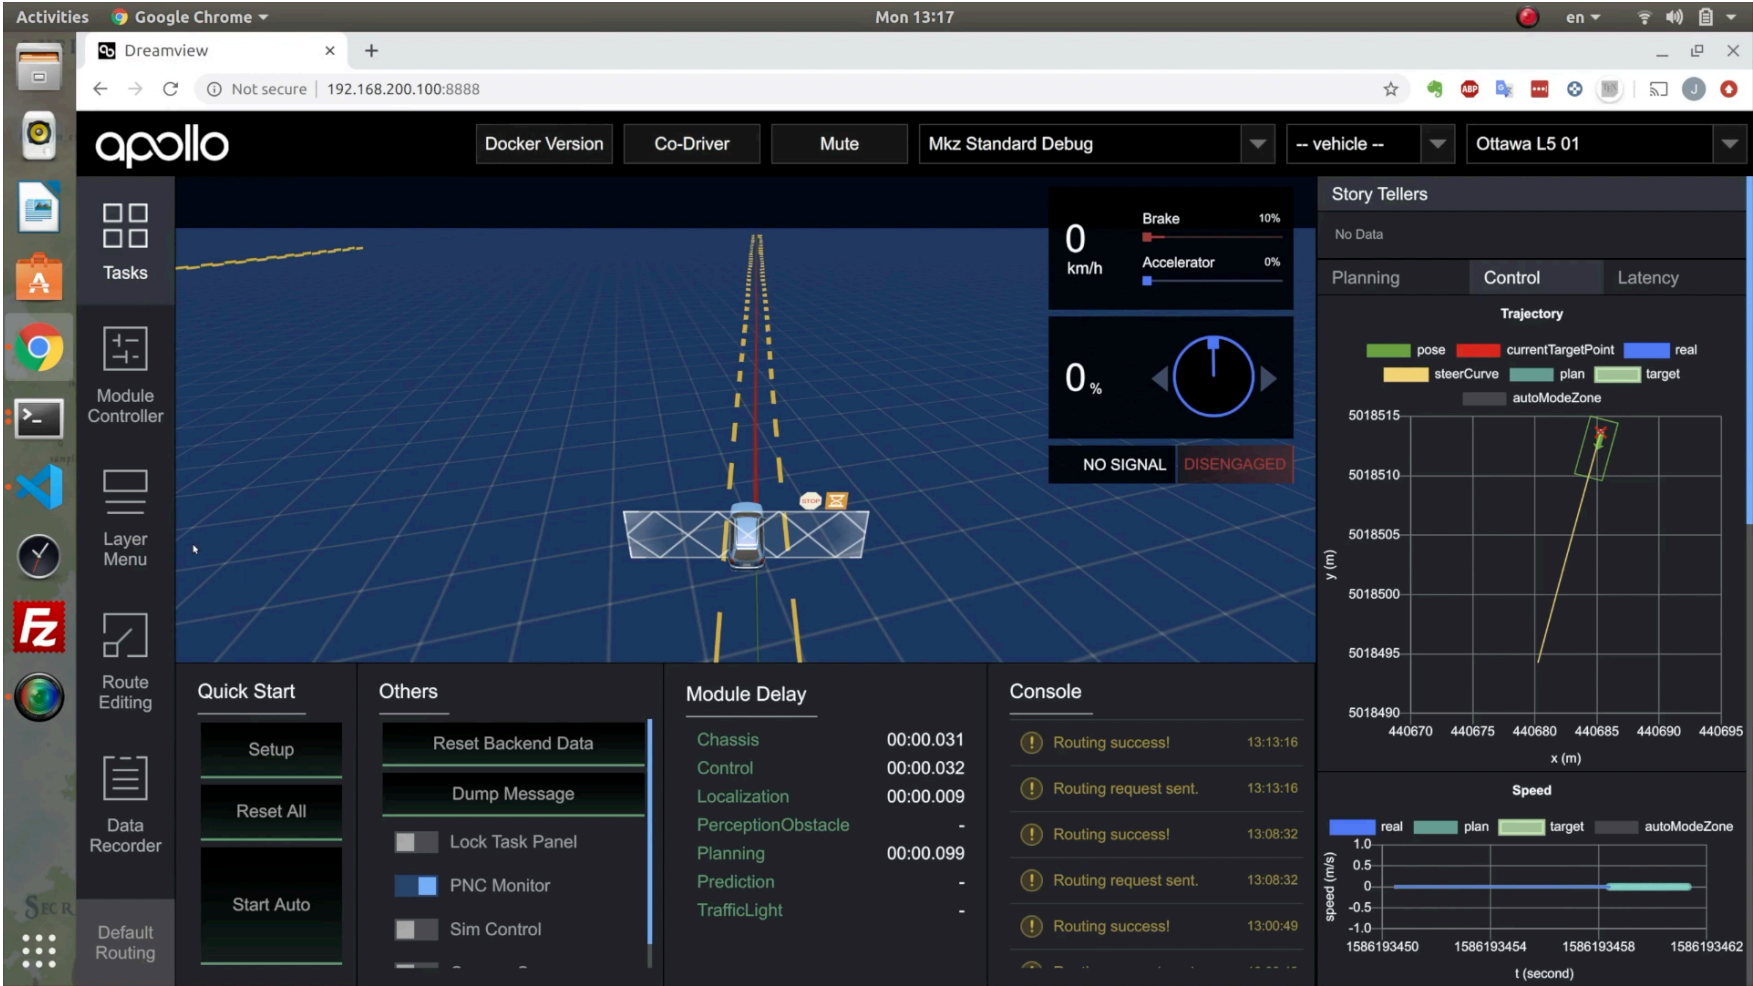 Activities Google Chrome Mon 13:17 en
Dreamview
Not secure 192.168.200.100:8888 ABP J
apollo Docker Version Co-Driver Mute Mkz Standard Debug -- vehicle -- Ottawa L5 01
Tasks
Module
Controller
Layer
Menu
Route
Editing
Data
Recorder
Default
Routing
0
km/h
Brake 10%
Accelerator 0%
0 %
NO SIGNAL DISENGAGED
STOP
Quick Start
Setup
Reset All
Start Auto
Others
Reset Backend Data
Dump Message
Lock Task Panel
PNC Monitor
Sim Control
Module Delay
Chassis 00:00.031
Control 00:00.032
Localization 00:00.009
PerceptionObstacle -
Planning 00:00.099
Prediction -
TrafficLight -
Console
Routing success! 13:13:16
Routing request sent. 13:13:16
Routing success! 13:08:32
Routing request sent. 13:08:32
Routing success! 13:00:49
Story Tellers
No Data
Planning Control Latency
Trajectory
pose currentTargetPoint real
steerCurve plan target
autoModeZone
5018515
5018510
5018505
5018500
5018495
5018490
y (m)
440670 440675 440680 440685 440690 440695
x (m)
Speed
real plan target autoModeZone
1.0
0.5
0
-0.5
-1.0
speed (m/s)
1586193450 1586193454 1586193458 1586193462
t (second)
Fz